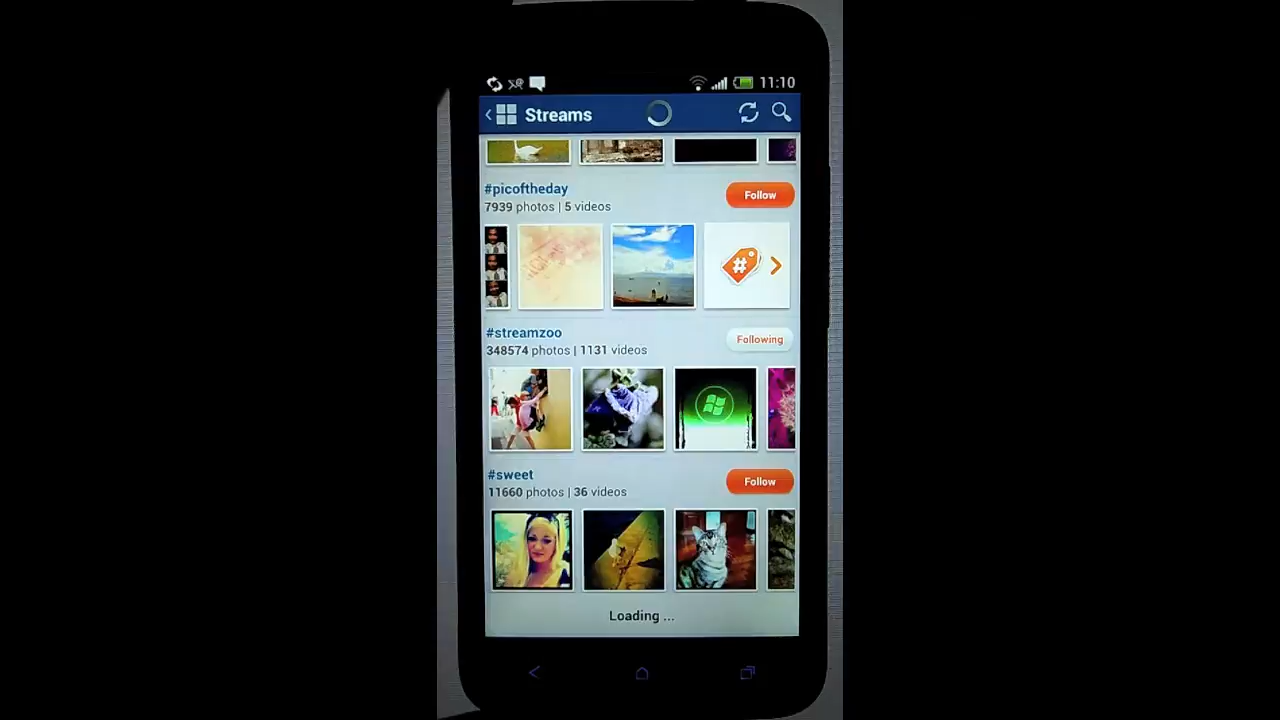 11:10
Streams
#picoftheday
Follow
7939 photos | 5 videos
#
#streamzoo
Following
348574 photos | 1131 videos
#sweet
Follow
11660 photos | 36 videos
Loading ...